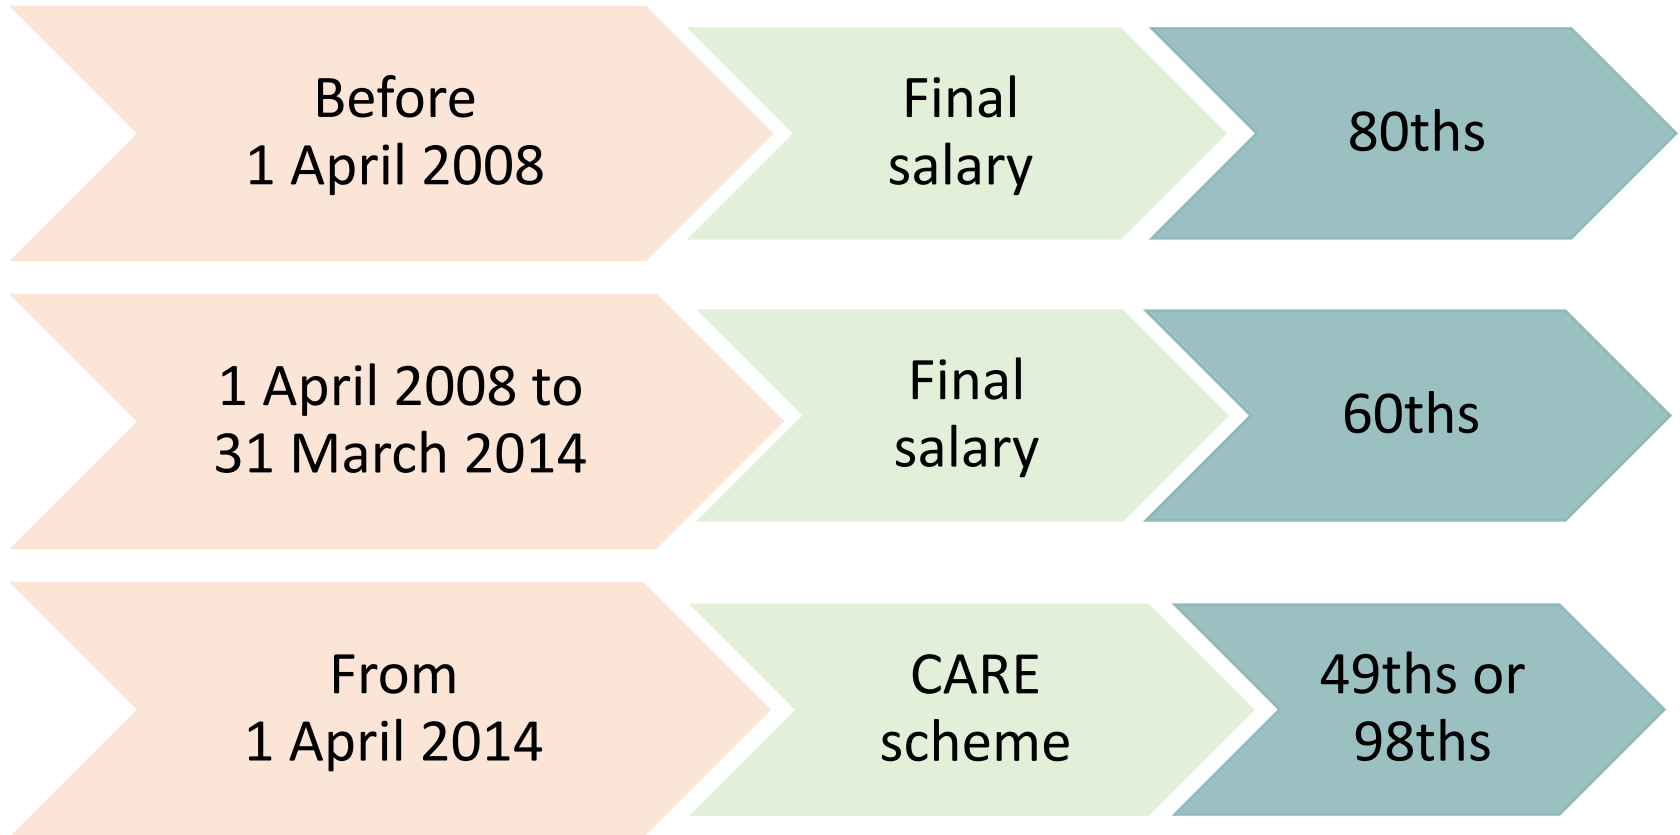 Before
1 April 2008
Final
salary
80ths
1 April 2008 to
31 March 2014
Final
salary
60ths
From
1 April 2014
CARE
scheme
49ths or
98ths